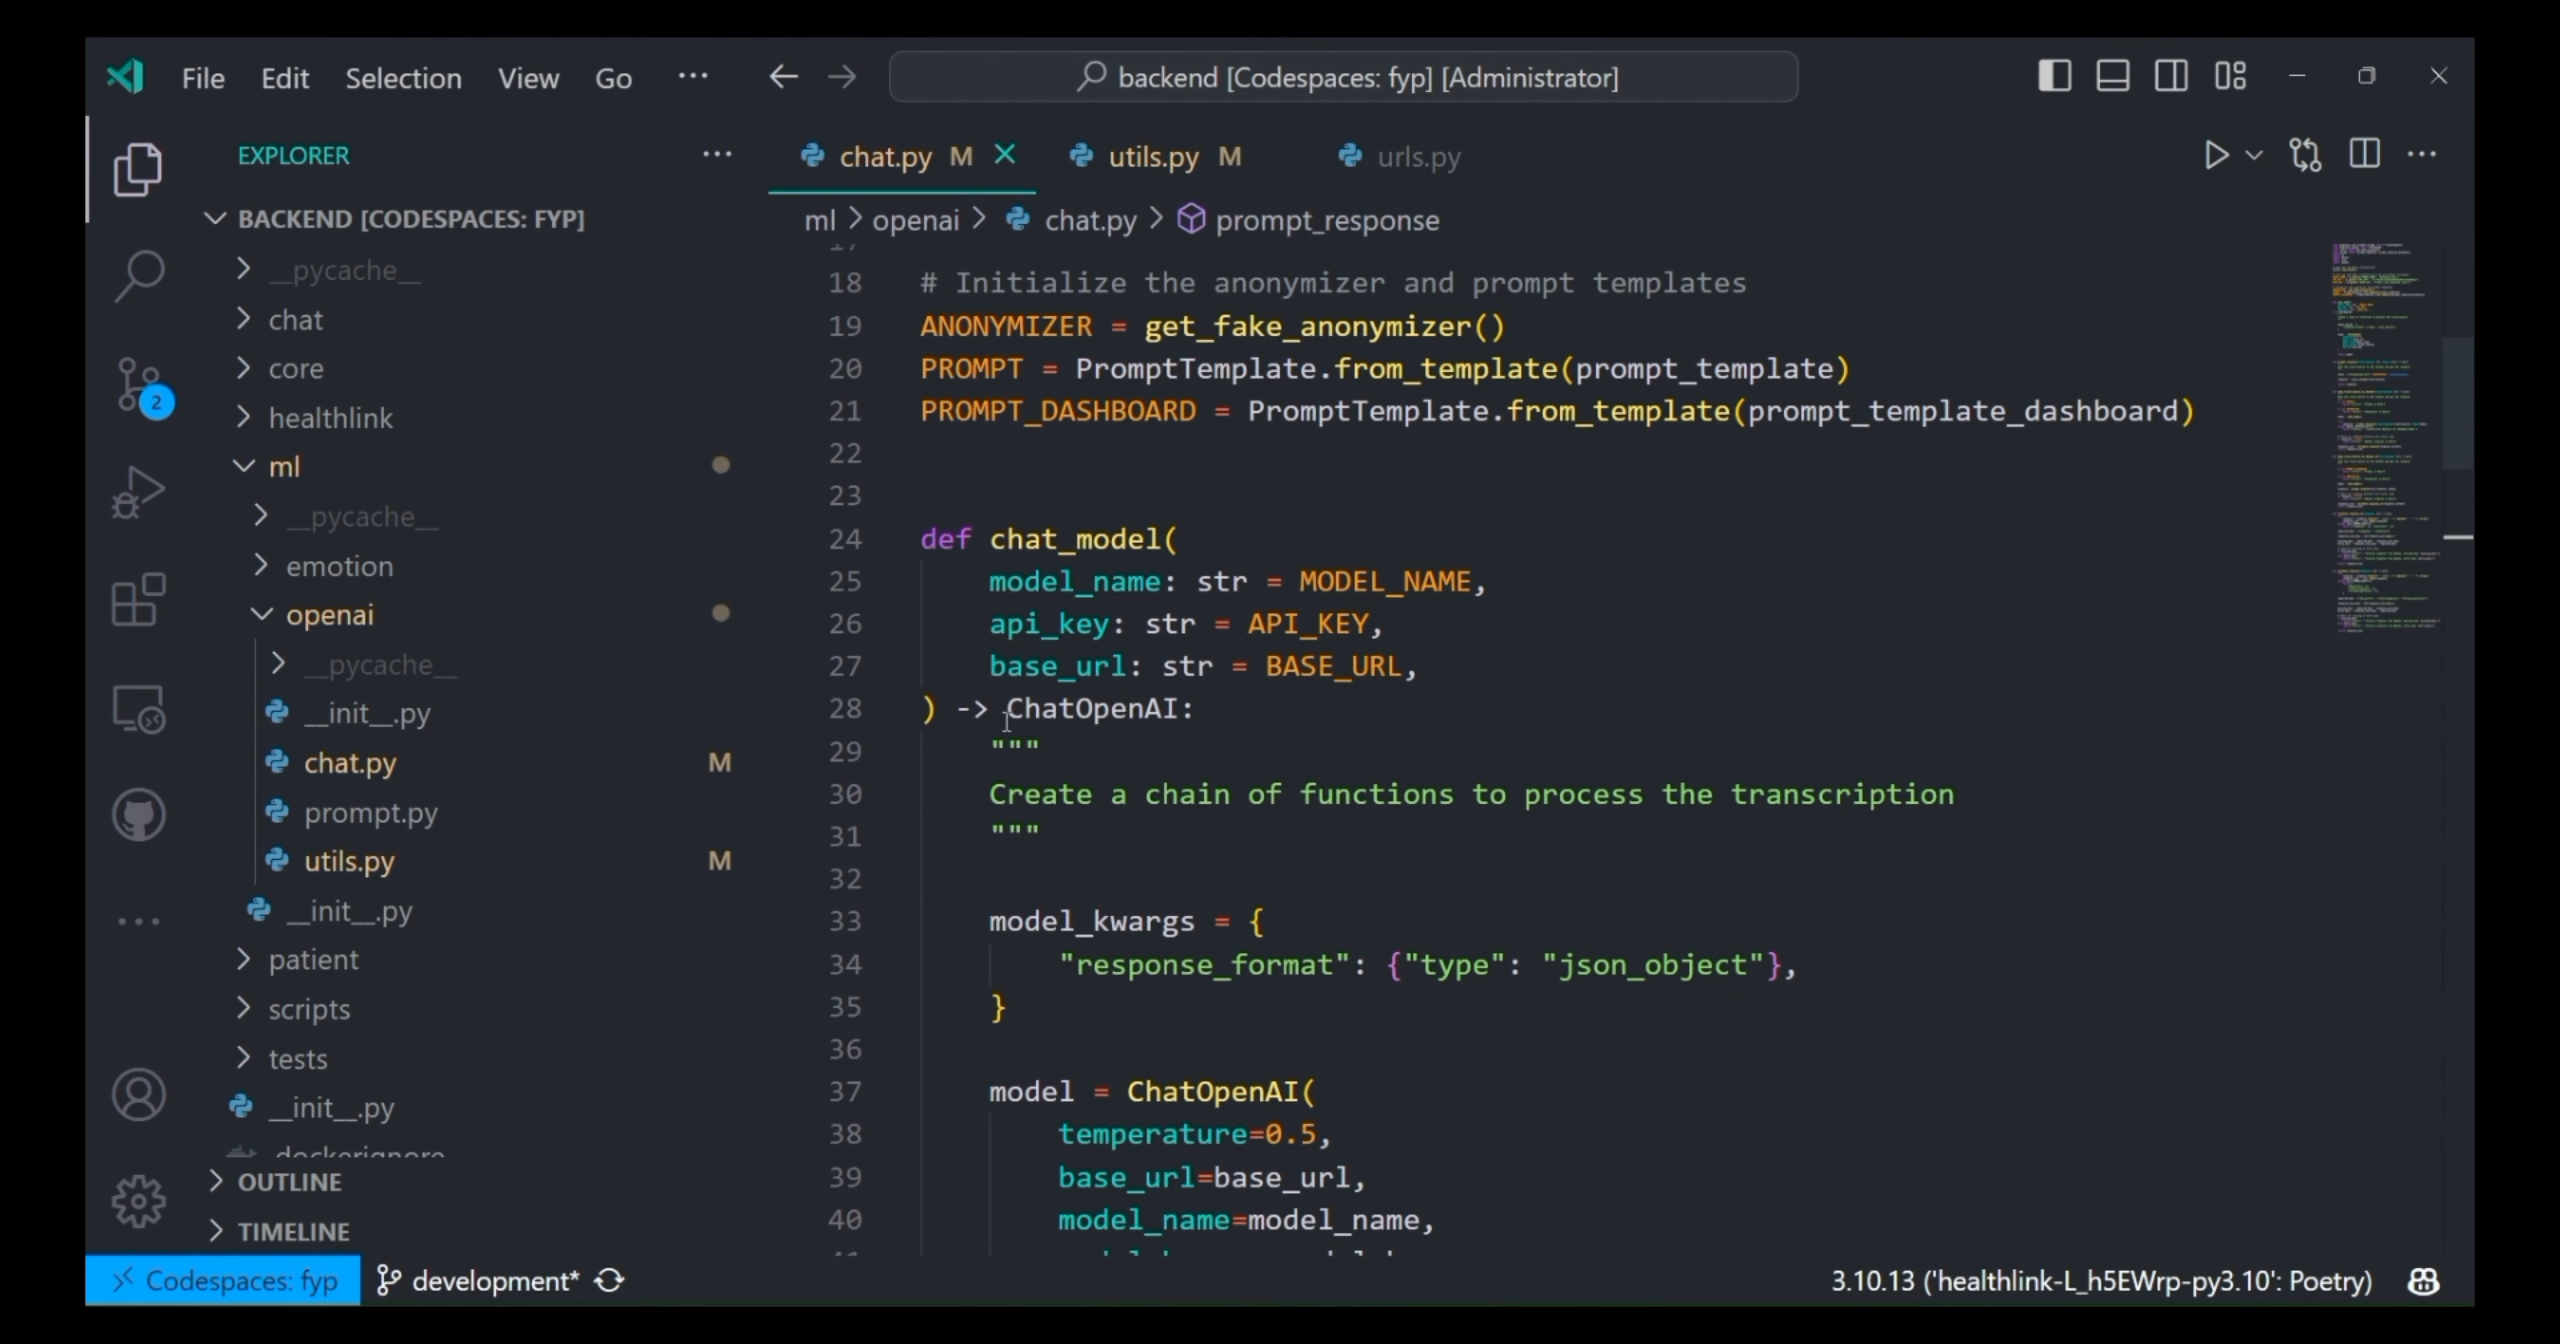 File Edit Selection View Go ··· backend [Codespaces: fyp] [Administrator]
EXPLORER ···
BACKEND [CODESPACES: FYP]
__pycache__
chat
core
healthlink
ml
__pycache__
emotion
openai
__pycache__
__init__.py
chat.py M
prompt.py
utils.py M
__init__.py
patient
scripts
tests
__init__.py
.dockerignore
OUTLINE
TIMELINE
2
chat.py M utils.py M urls.py
ml > openai > chat.py > prompt_response
17
18 # Initialize the anonymizer and prompt templates
19 ANONYMIZER = get_fake_anonymizer()
20 PROMPT = PromptTemplate.from_template(prompt_template)
21 PROMPT_DASHBOARD = PromptTemplate.from_template(prompt_template_dashboard)
22
23
24 def chat_model(
25 model_name: str = MODEL_NAME,
26 api_key: str = API_KEY,
27 base_url: str = BASE_URL,
28 ) -> ChatOpenAI:
29 """
30 Create a chain of functions to process the transcription
31 """
32
33 model_kwargs = {
34 "response_format": {"type": "json_object"},
35 }
36
37 model = ChatOpenAI(
38 temperature=0.5,
39 base_url=base_url,
40 model_name=model_name,
Codespaces: fyp development* 3.10.13 ('healthlink-L_h5EWrp-py3.10': Poetry)